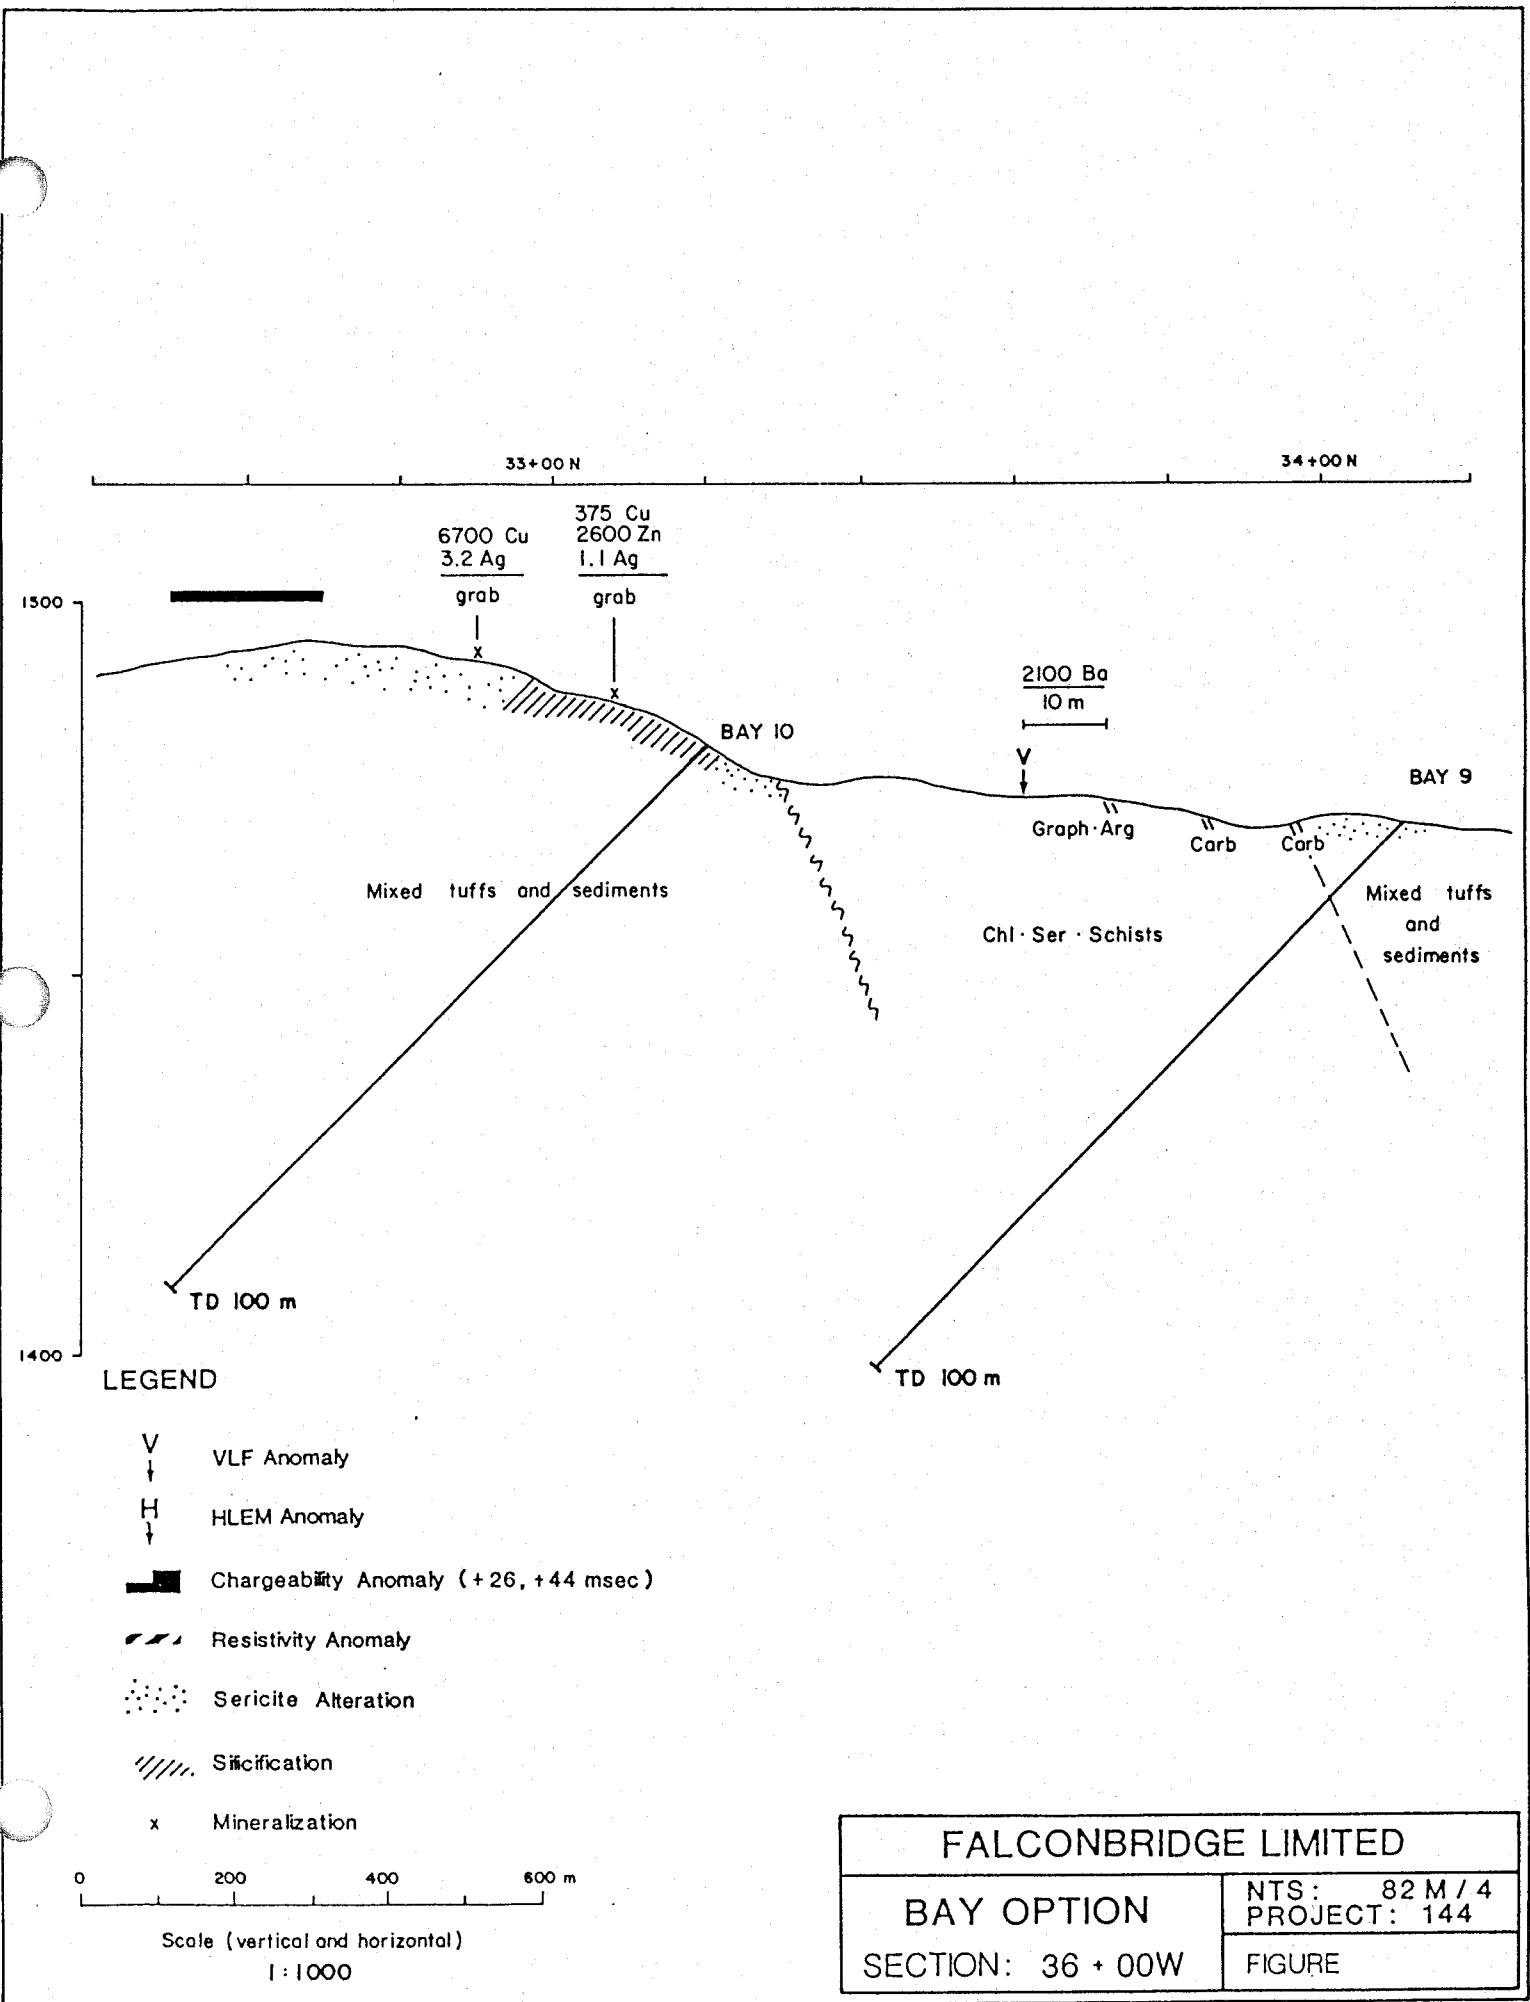 33+00 N
34+00 N
6700 Cu
3.2 Ag
grab
375 Cu
2600 Zn
1.1 Ag
grab
1500
2100 Ba
10 m
V
BAY 10
BAY 9
Graph · Arg
Carb
Carb
Mixed tuffs and sediments
Mixed tuffs
and
sediments
Chl · Ser · Schists
TD 100 m
1400
TD 100 m
LEGEND
V VLF Anomaly
H HLEM Anomaly
Chargeability Anomaly (+26, +44 msec)
Resistivity Anomaly
Sericite Alteration
Silicification
x Mineralization
0 200 400 600 m
Scale (vertical and horizontal)
1:1000
FALCONBRIDGE LIMITED
BAY OPTION
SECTION: 36 + 00W
NTS: 82 M / 4
PROJECT: 144
FIGURE